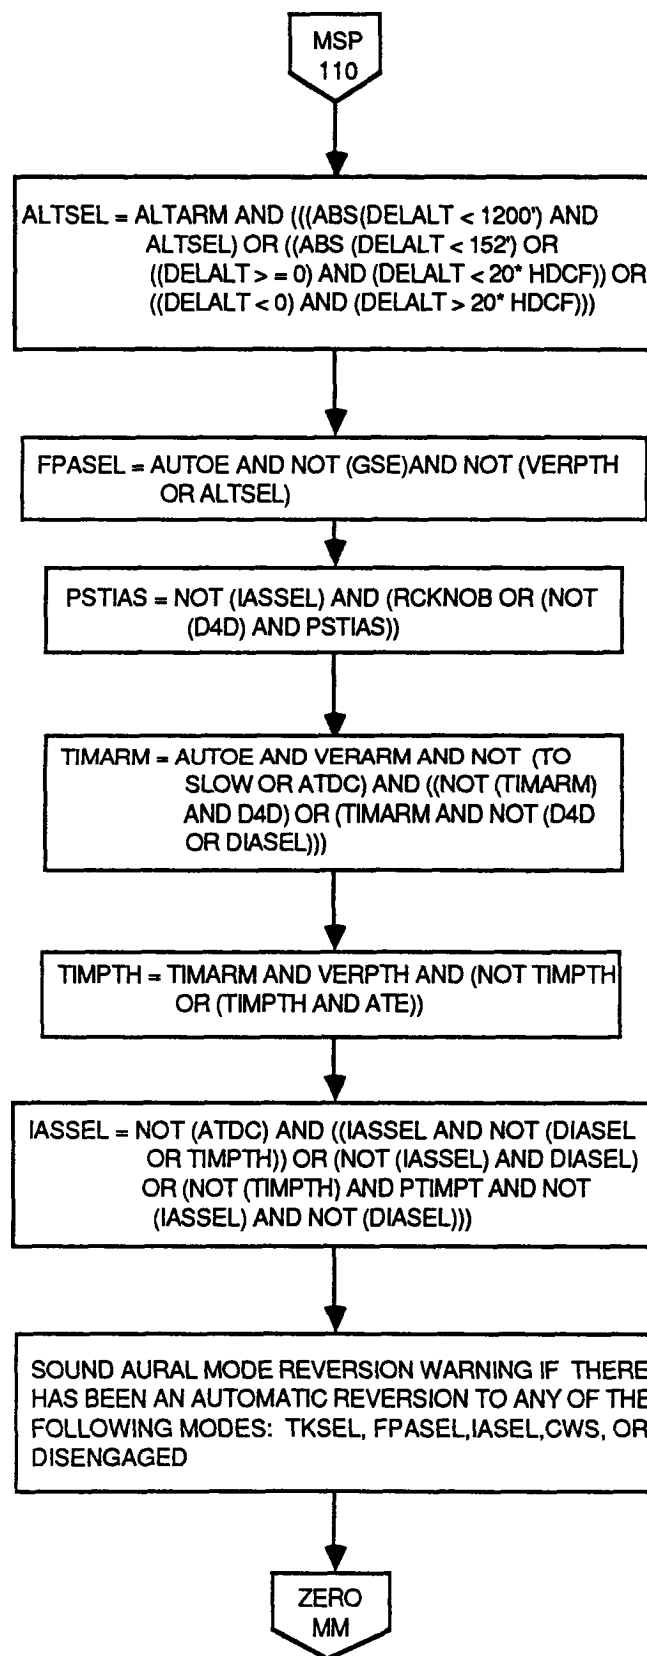 MSP
110
ALTSEL = ALTARM AND (((ABS(DELALT < 1200') AND
ALTSEL) OR ((ABS (DELALT < 152') OR
((DELALT > = 0) AND (DELALT < 20* HDCF)) OR
((DELALT < 0) AND (DELALT > 20* HDCF)))
FPASEL = AUTOE AND NOT (GSE)AND NOT (VERPTH
OR ALTSEL)
PSTIAS = NOT (IASSEL) AND (RCKNOB OR (NOT
(D4D) AND PSTIAS))
TIMARM = AUTOE AND VERARM AND NOT (TO
SLOW OR ATDC) AND ((NOT (TIMARM)
AND D4D) OR (TIMARM AND NOT (D4D
OR DIASEL)))
TIMPTH = TIMARM AND VERPTH AND (NOT TIMPTH
OR (TIMPTH AND ATE))
IASSEL = NOT (ATDC) AND ((IASSEL AND NOT (DIASEL
OR TIMPTH)) OR (NOT (IASSEL) AND DIASEL)
OR (NOT (TIMPTH) AND PTIMPT AND NOT
(IASSEL) AND NOT (DIASEL)))
SOUND AURAL MODE REVERSION WARNING IF THERE
HAS BEEN AN AUTOMATIC REVERSION TO ANY OF THE
FOLLOWING MODES: TKSEL, FPASEL,IASEL,CWS, OR
DISENGAGED
ZERO
MM